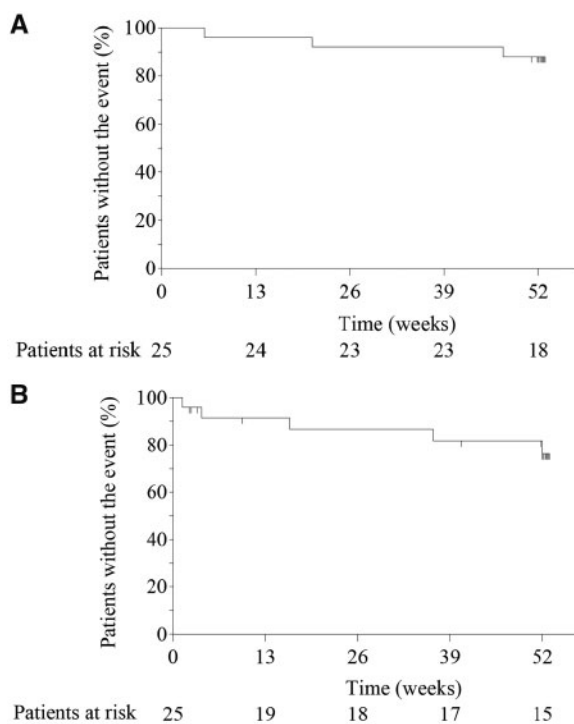 A
Patients without the event (%)
100
80
60
40
20
0
0 13 26 39 52
Time (weeks)
Patients at risk 25 24 23 23 18
B
Patients without the event (%)
100
80
60
40
20
0
0 13 26 39 52
Time (weeks)
Patients at risk 25 19 18 17 15